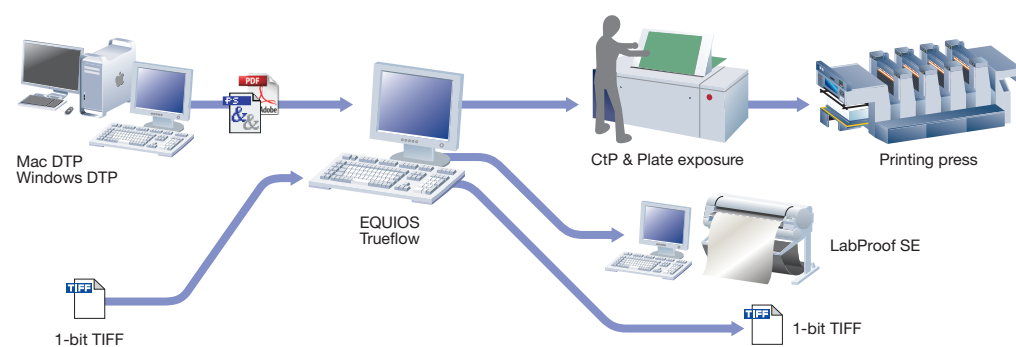 PDF
Adobe
PS
Mac DTP
Windows DTP
EQUIOS
Trueflow
CtP & Plate exposure
Printing press
LabProof SE
TIFF
1-bit TIFF
TIFF
1-bit TIFF